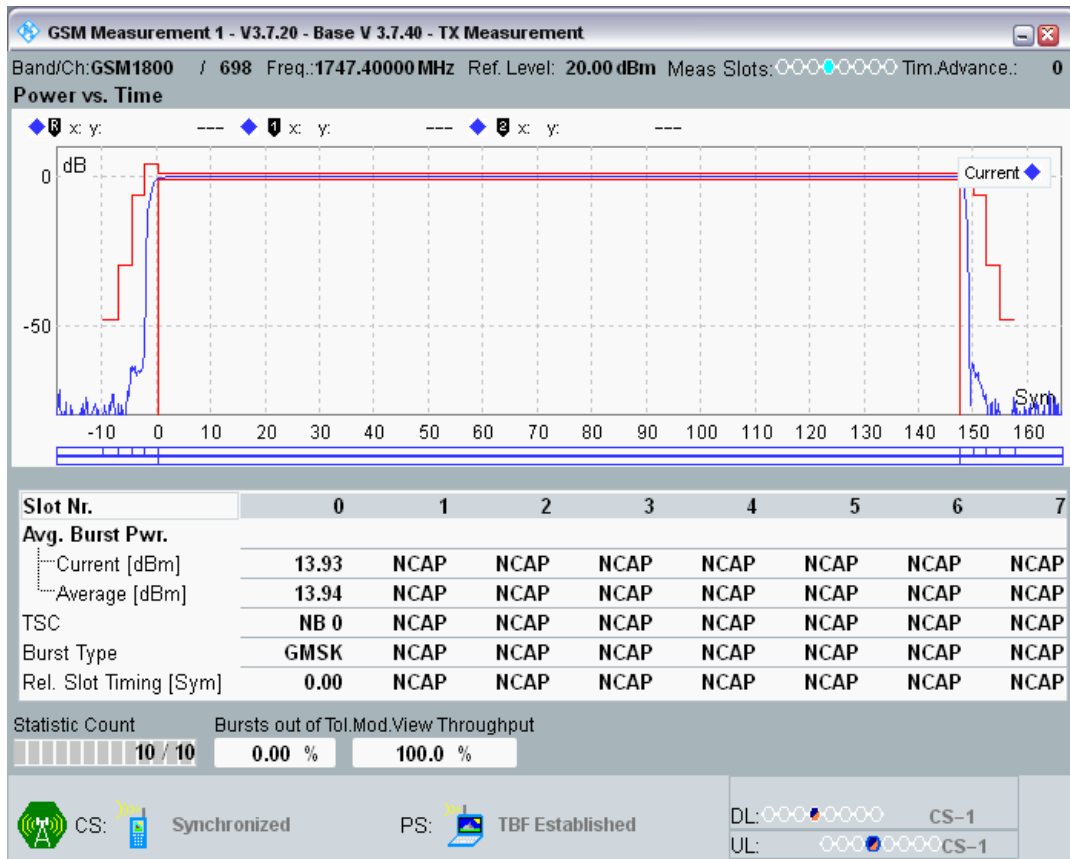 GSM Measurement 1 - V3.7.20 - Base V 3.7.40 - TX Measurement
Band/Ch:GSM1800 / 698 Freq.:1747.40000 MHz Ref. Level: 20.00 dBm Meas Slots: Tim.Advance.: 0
Power vs. Time
R x: y: --- 1 x: y: --- 2 x: y: ---
dB
Current
0
-50
Sym
-10 0 10 20 30 40 50 60 70 80 90 100 110 120 130 140 150 160
Slot Nr. 0 1 2 3 4 5 6 7
Avg. Burst Pwr.
Current [dBm] 13.93 NCAP NCAP NCAP NCAP NCAP NCAP NCAP
Average [dBm] 13.94 NCAP NCAP NCAP NCAP NCAP NCAP NCAP
TSC NB 0 NCAP NCAP NCAP NCAP NCAP NCAP NCAP
Burst Type GMSK NCAP NCAP NCAP NCAP NCAP NCAP NCAP
Rel. Slot Timing [Sym] 0.00 NCAP NCAP NCAP NCAP NCAP NCAP NCAP
Statistic Count Bursts out of Tol.Mod.View Throughput
10 / 10 0.00 % 100.0 %
CS: Synchronized PS: TBF Established DL: CS-1
UL: CS-1